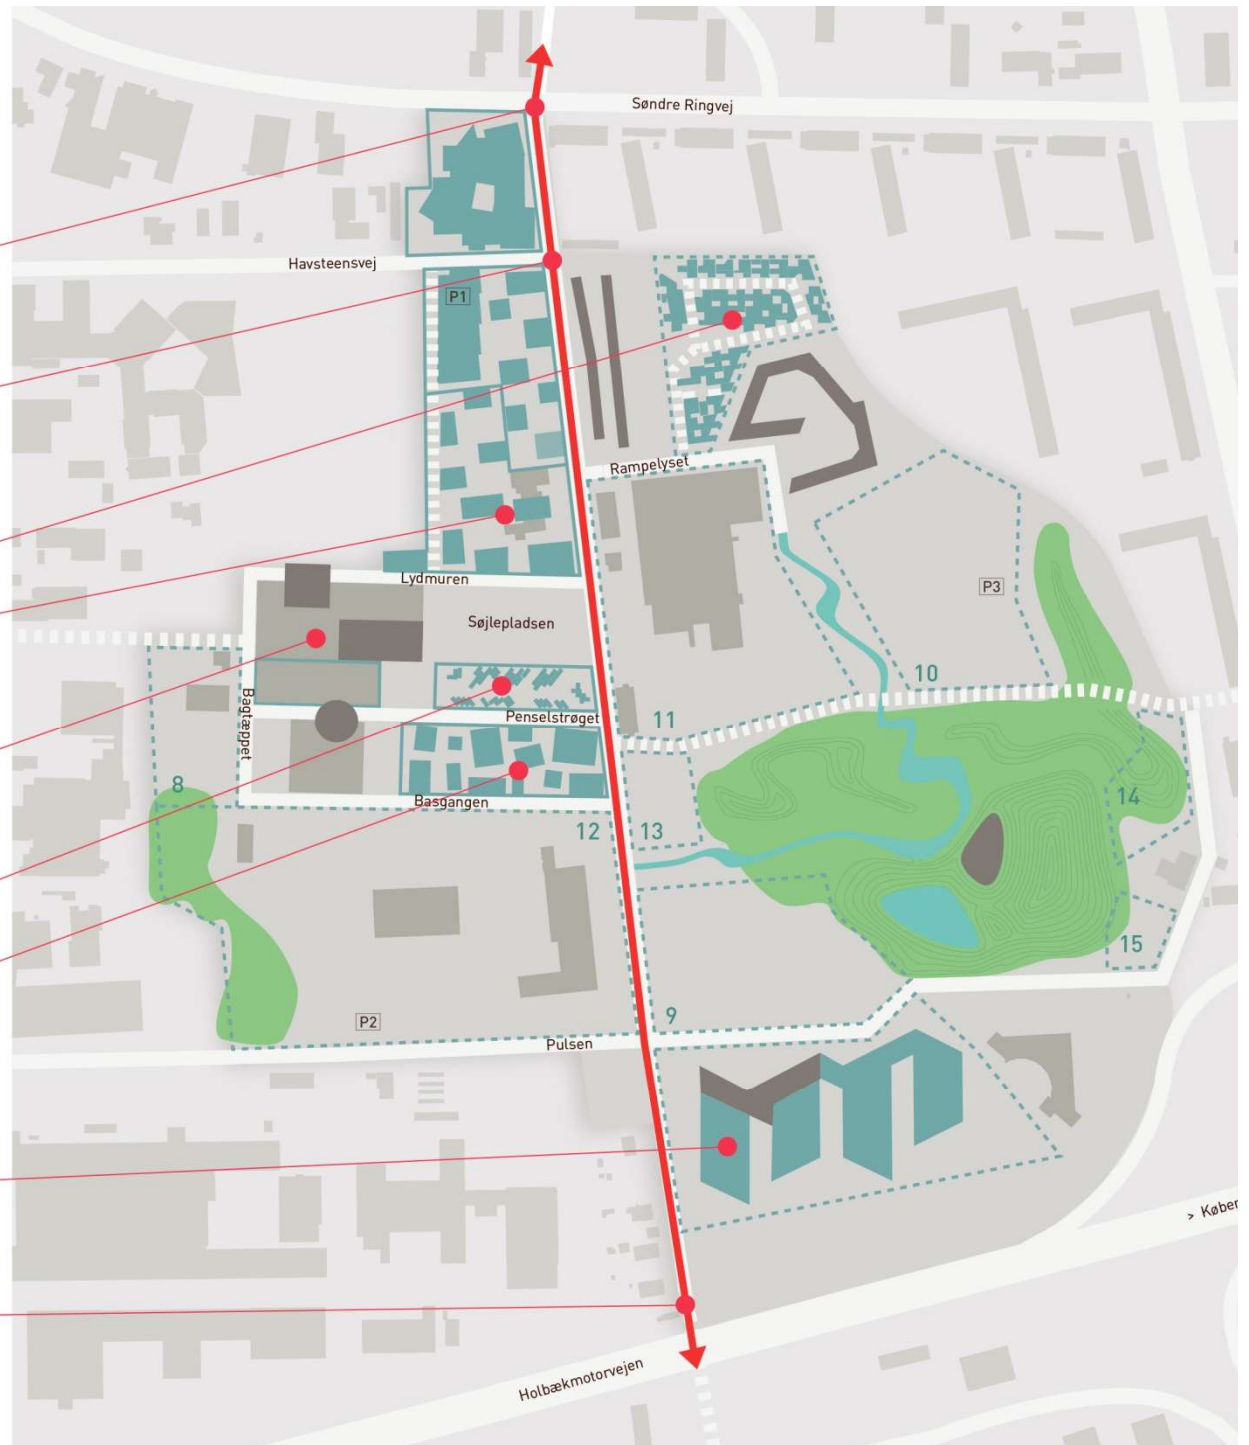 Søndre Ringvej
Havsteensvej
P1
Rampelyset
Lydmuren
P3
Søjlepladsen
10
Bagtæppet
Penselstrøget
11
8
Basgangen
12
13
14
15
9
P2
Pulsen
> Køben
Holbækmotorvejen